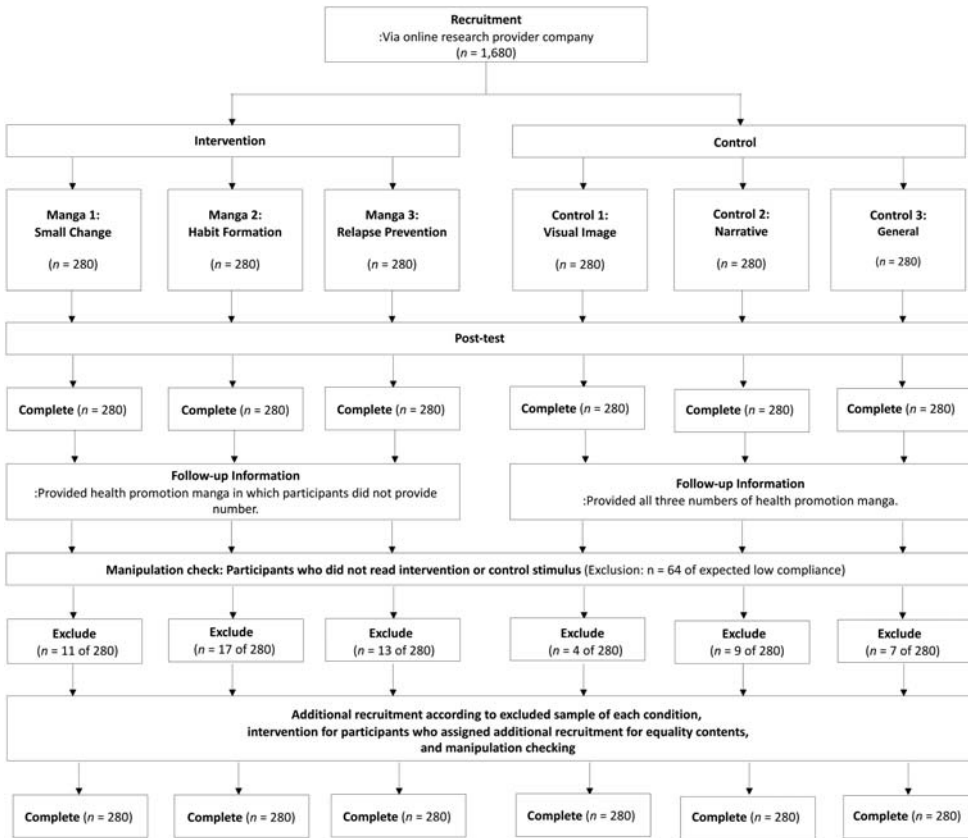 Recruitment
:Via online research provider company
(n = 1,680)
Intervention
Control
Manga 1:
Small Change
(n = 280)
Manga 2:
Habit Formation
(n = 280)
Manga 3:
Relapse Prevention
(n = 280)
Control 1:
Visual Image
(n = 280)
Control 2:
Narrative
(n = 280)
Control 3:
General
(n = 280)
Post-test
Complete (n = 280)
Complete (n = 280)
Complete (n = 280)
Complete (n = 280)
Complete (n = 280)
Complete (n = 280)
Follow-up Information
:Provided health promotion manga in which participants did not provide
number.
Follow-up Information
:Provided all three numbers of health promotion manga.
Manipulation check: Participants who did not read intervention or control stimulus (Exclusion: n = 64 of expected low compliance)
Exclude
(n = 11 of 280)
Exclude
(n = 17 of 280)
Exclude
(n = 13 of 280)
Exclude
(n = 4 of 280)
Exclude
(n = 9 of 280)
Exclude
(n = 7 of 280)
Additional recruitment according to excluded sample of each condition,
intervention for participants who assigned additional recruitment for equality contents,
and manipulation checking
Complete (n = 280)
Complete (n = 280)
Complete (n = 280)
Complete (n = 280)
Complete (n = 280)
Complete (n = 280)